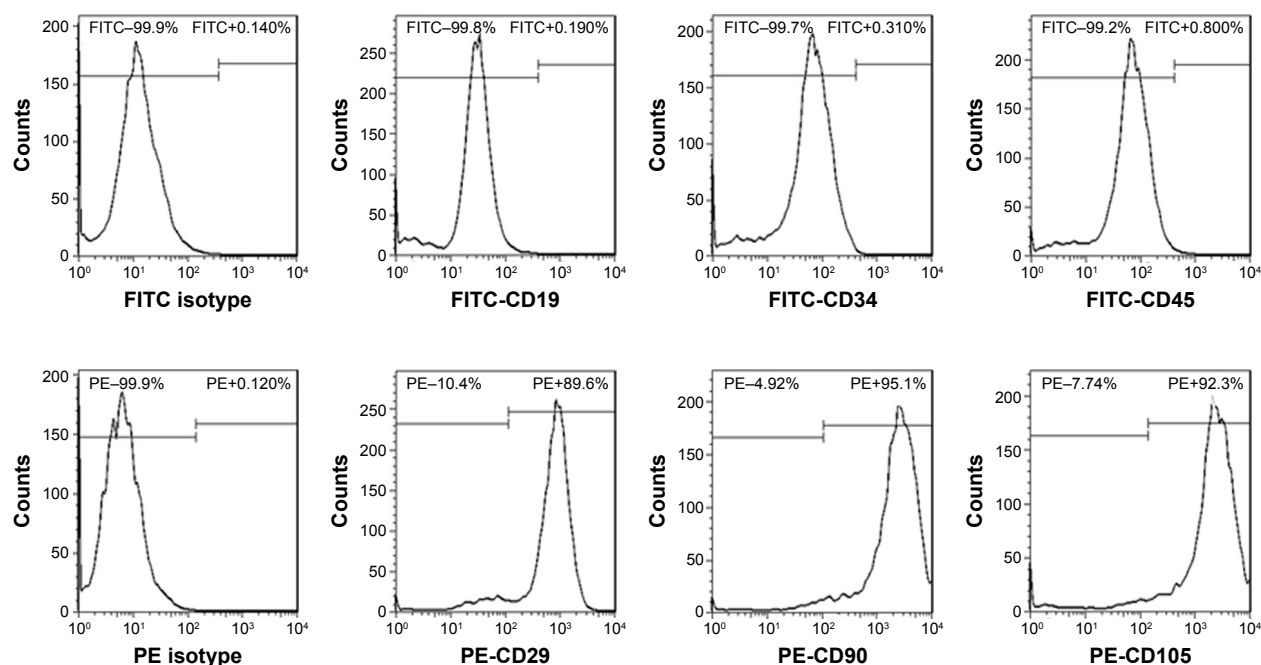 FITC–99.9% FITC+0.140%
200
150
100
50
0
Counts
10⁰ 10¹ 10² 10³ 10⁴
FITC isotype
FITC–99.8% FITC+0.190%
250
200
150
100
50
0
Counts
10⁰ 10¹ 10² 10³ 10⁴
FITC-CD19
FITC–99.7% FITC+0.310%
200
150
100
50
0
Counts
10⁰ 10¹ 10² 10³ 10⁴
FITC-CD34
FITC–99.2% FITC+0.800%
200
150
100
50
0
Counts
10⁰ 10¹ 10² 10³ 10⁴
FITC-CD45
PE–99.9% PE+0.120%
200
150
100
50
0
Counts
10⁰ 10¹ 10² 10³ 10⁴
PE isotype
PE–10.4% PE+89.6%
250
200
150
100
50
0
Counts
10⁰ 10¹ 10² 10³ 10⁴
PE-CD29
PE–4.92% PE+95.1%
200
150
100
50
0
Counts
10⁰ 10¹ 10² 10³ 10⁴
PE-CD90
PE–7.74% PE+92.3%
200
150
100
50
0
Counts
10⁰ 10¹ 10² 10³ 10⁴
PE-CD105